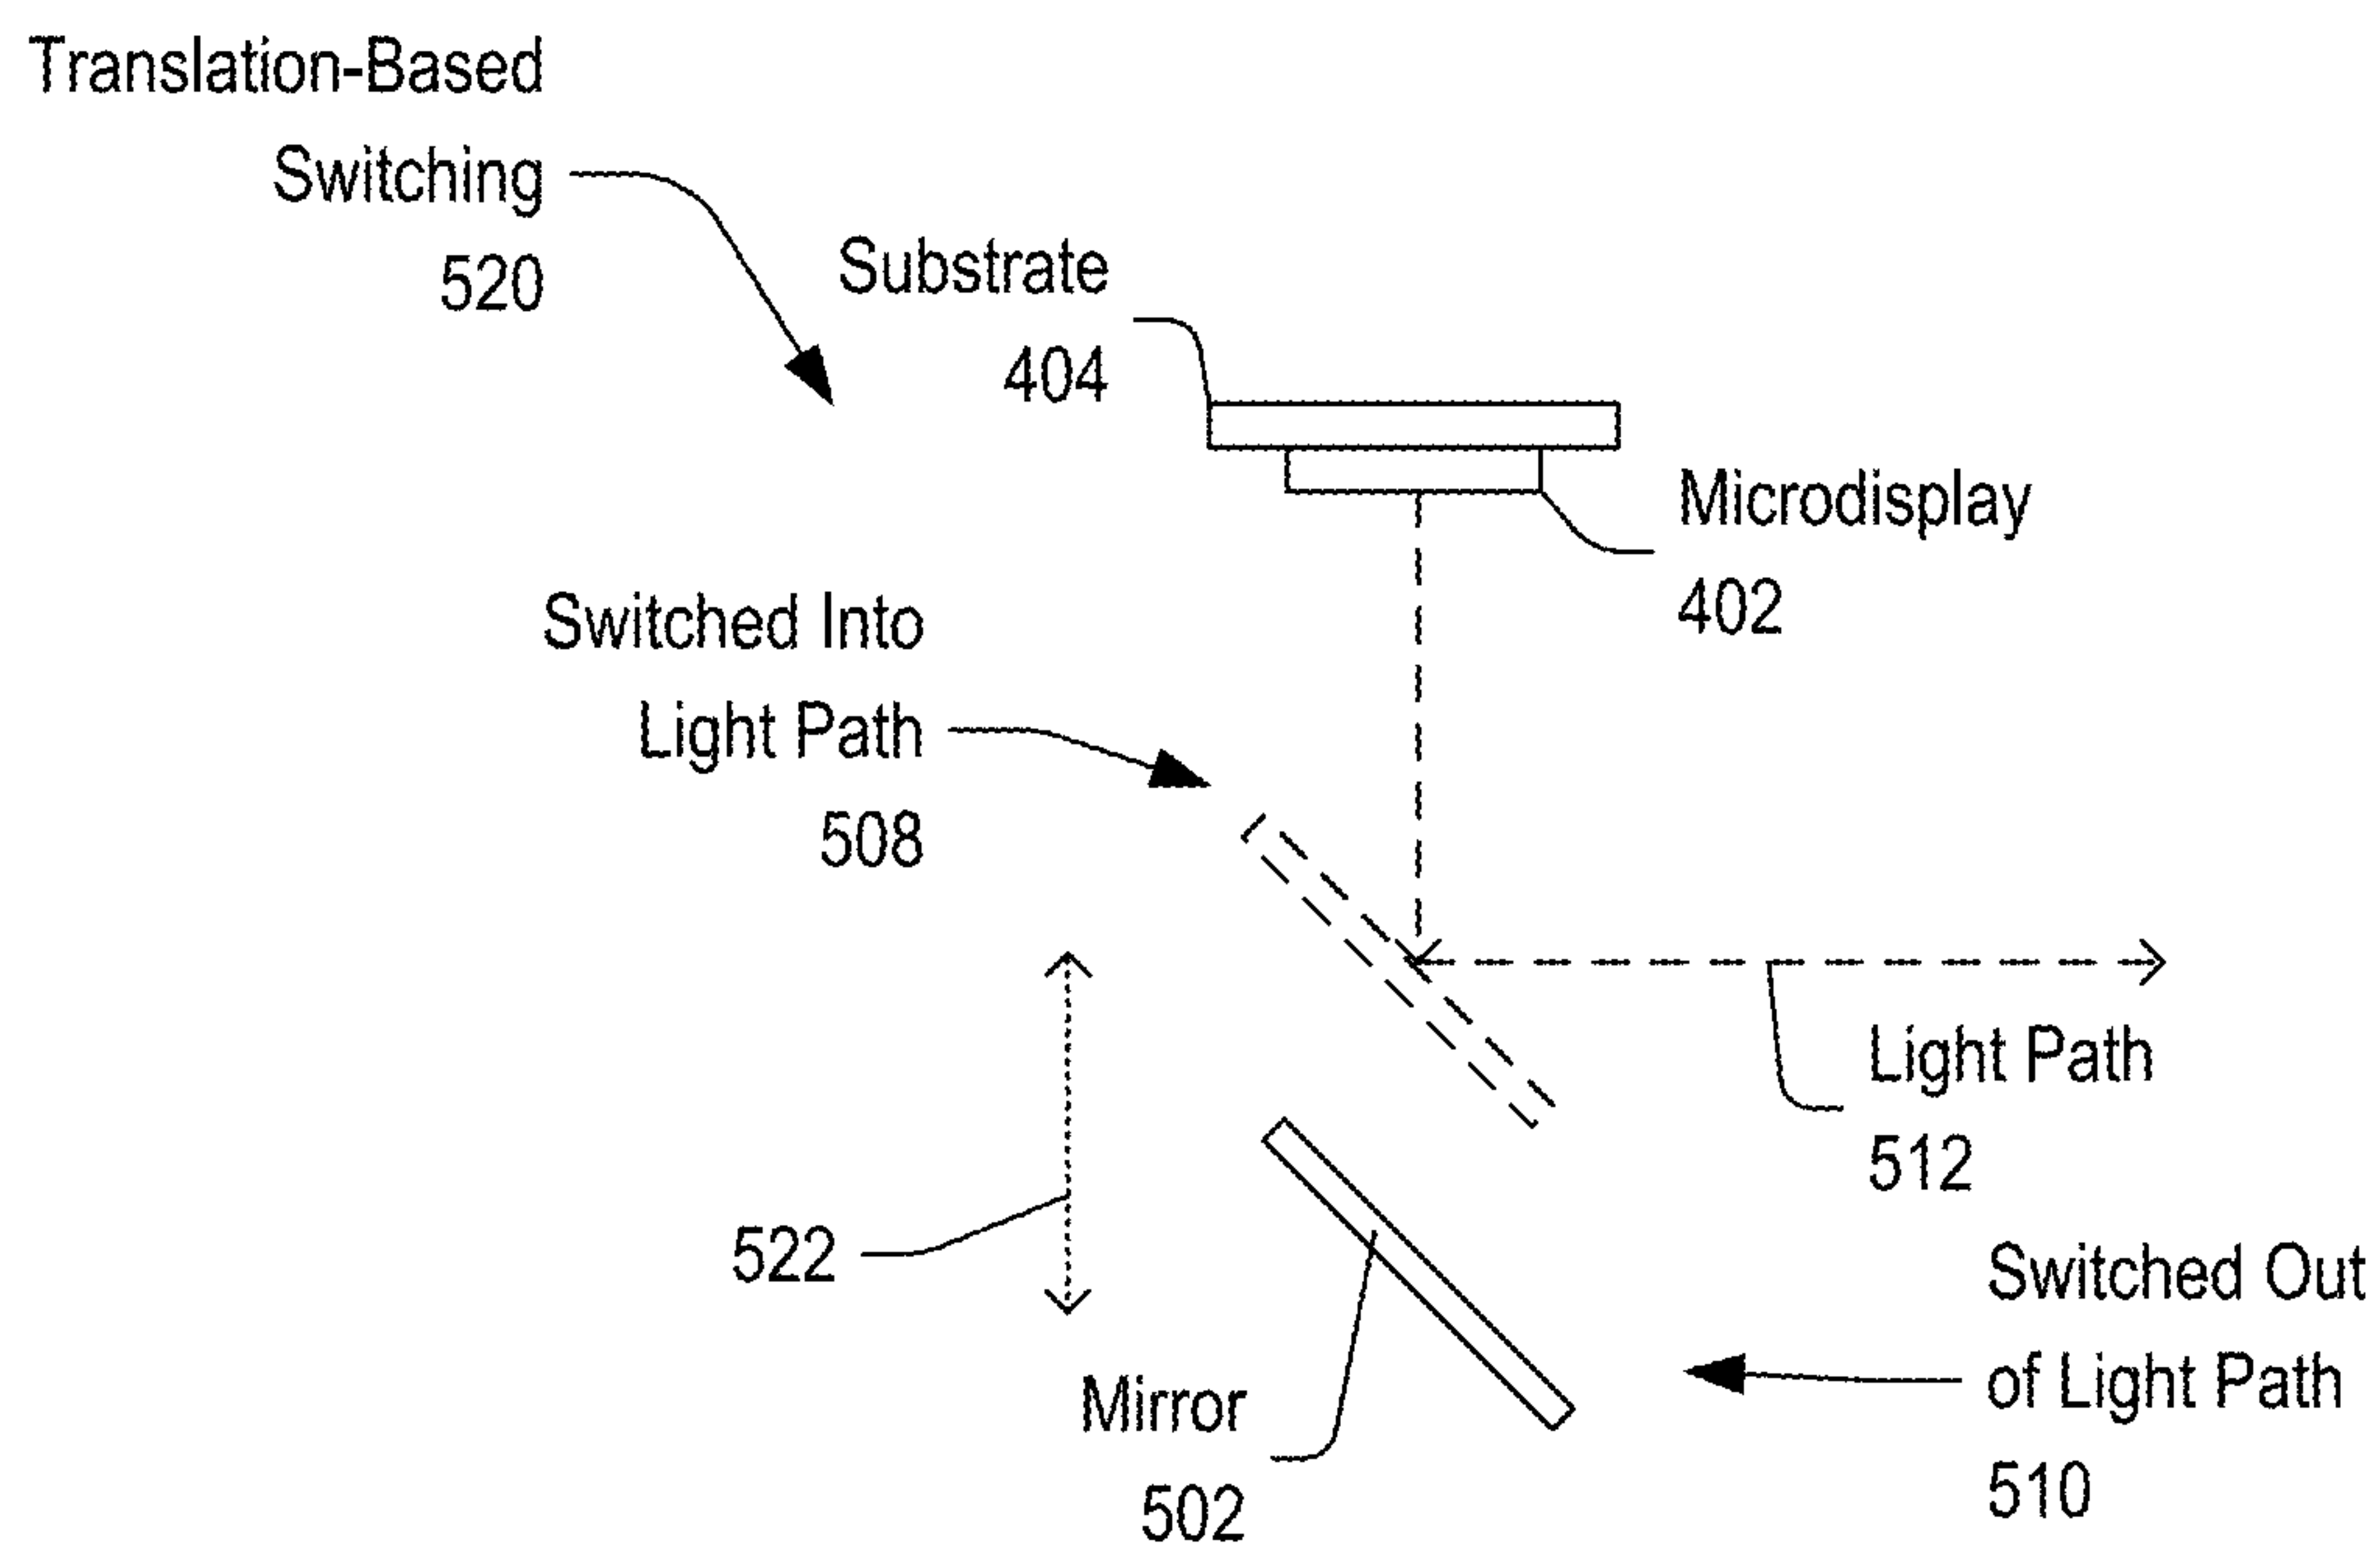 Translation-Based
Switching
520
Substrate
404
Microdisplay
402
Switched Into
Light Path
508
Light Path
512
522
Switched Out
of Light Path
510
Mirror
502